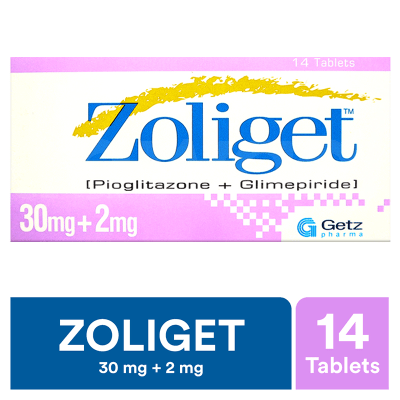 14 Tablets
Zoliget™
[Pioglitazone + Glimepiride]
30mg+2mg
Getz
pharma
ZOLIGET
30 mg + 2 mg
14
Tablets